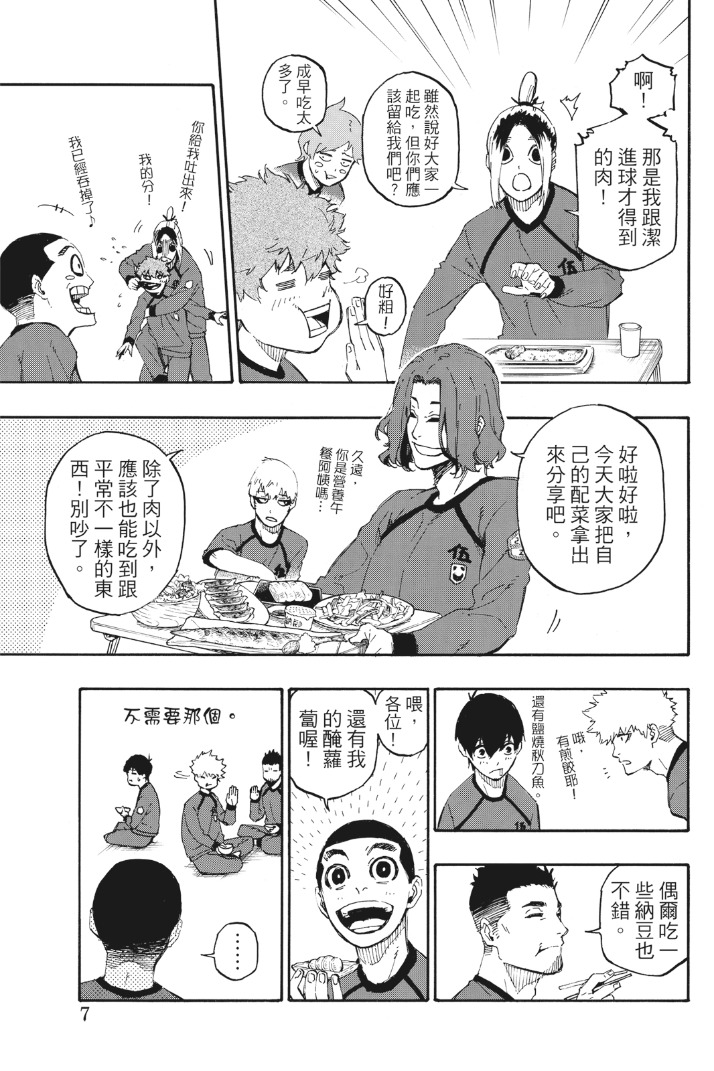 啊！
那是我跟潔
進球才得到
的肉！
雖然說好大家一
起吃，但你們應
該留給我們吧？
成早吃太
多了。
好粗！
你給我吐出來！
我的分！
我已經吞掉了♪
伍
好啦好啦，
今天大家把自
己的配菜拿出
來分享吧。
久遠．
你是營養午
餐阿姨嗎…
伍
除了肉以外，
應該也能吃到跟
平常不一樣的東
西！別吵了。
哦．
有煎餃耶！
還有鹽燒秋刀魚。
伍
偶爾吃一
些納豆也
不錯。
喂，
各位！
還有我
的醃蘿
蔔喔！
不需要那個。
伍
……
7